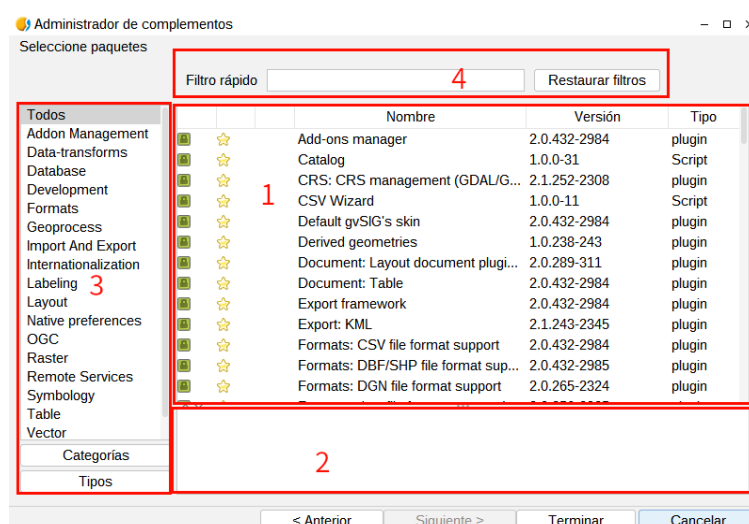 Administrador de complementos
Seleccione paquetes
Filtro rápido 4 Restaurar filtros
Todos
Addon Management
Data-transforms
Database
Development
Formats
Geoprocess
Import And Export
Internationalization
Labeling
Layout
Native preferences
OGC
Raster
Remote Services
Symbology
Table
Vector
3
Categorías
Tipos
Nombre Versión Tipo
Add-ons manager 2.0.432-2984 plugin
Catalog 1.0.0-31 Script
CRS: CRS management (GDAL/G... 2.1.252-2308 plugin
1 CSV Wizard 1.0.0-11 Script
Default gvSIG's skin 2.0.432-2984 plugin
Derived geometries 1.0.238-243 plugin
Document: Layout document plugi... 2.0.289-311 plugin
Document: Table 2.0.432-2984 plugin
Export framework 2.0.432-2984 plugin
Export: KML 2.1.243-2345 plugin
Formats: CSV file format support 2.0.432-2984 plugin
Formats: DBF/SHP file format sup... 2.0.432-2985 plugin
Formats: DGN file format support 2.0.265-2324 plugin
2
< Anterior Siguiente > Terminar Cancelar